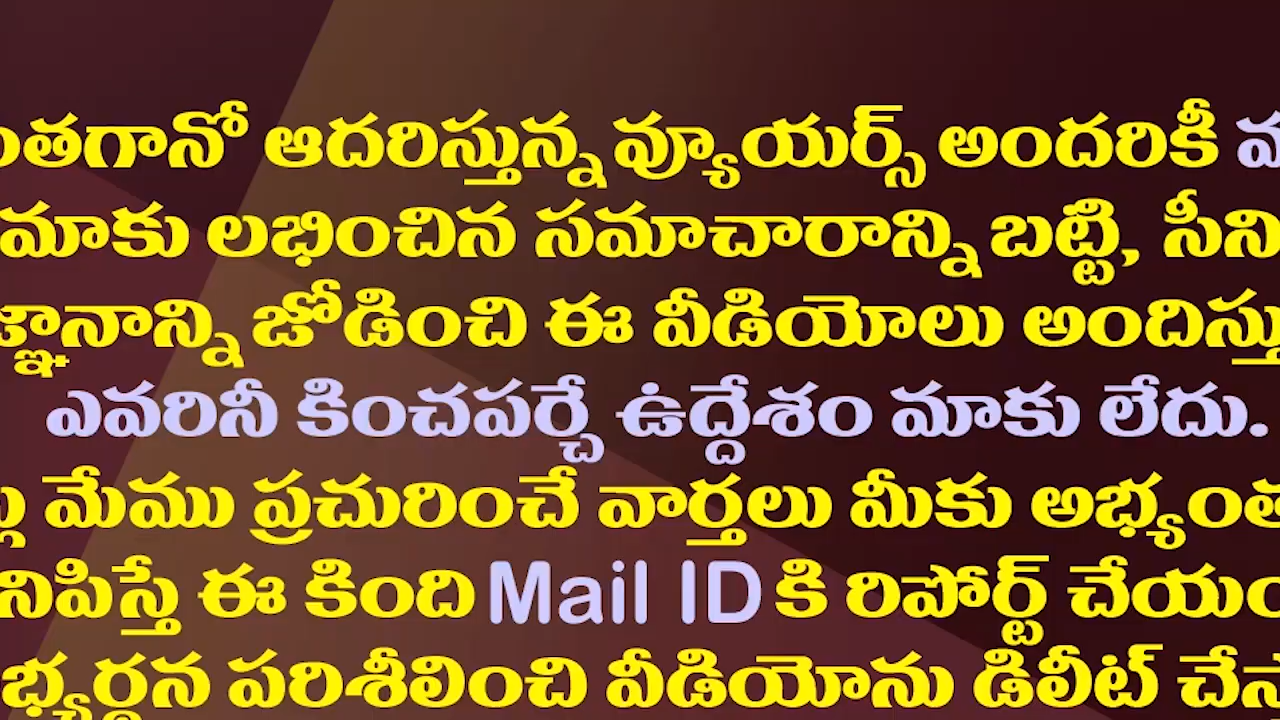 ంతగానో ఆదరిస్తున్న వ్యూయర్స్ అందరికీ
మాకు లభించిన సమాచారాన్ని బట్టి, సీని
జ్ఞానాన్ని జోడించి ఈ వీడియోలు అందిస్తు
ఎవరినీ కించపర్చే ఉద్దేశం మాకు లేదు.
మేము ప్రచురించే వార్తలు మీకు అభ్యంత
నిపిస్తే ఈ కింది Mail ID కి రిపోర్ట్ చేయం
భ్యర్థన పరిశీలించి వీడియోను డిలీట్ చేస